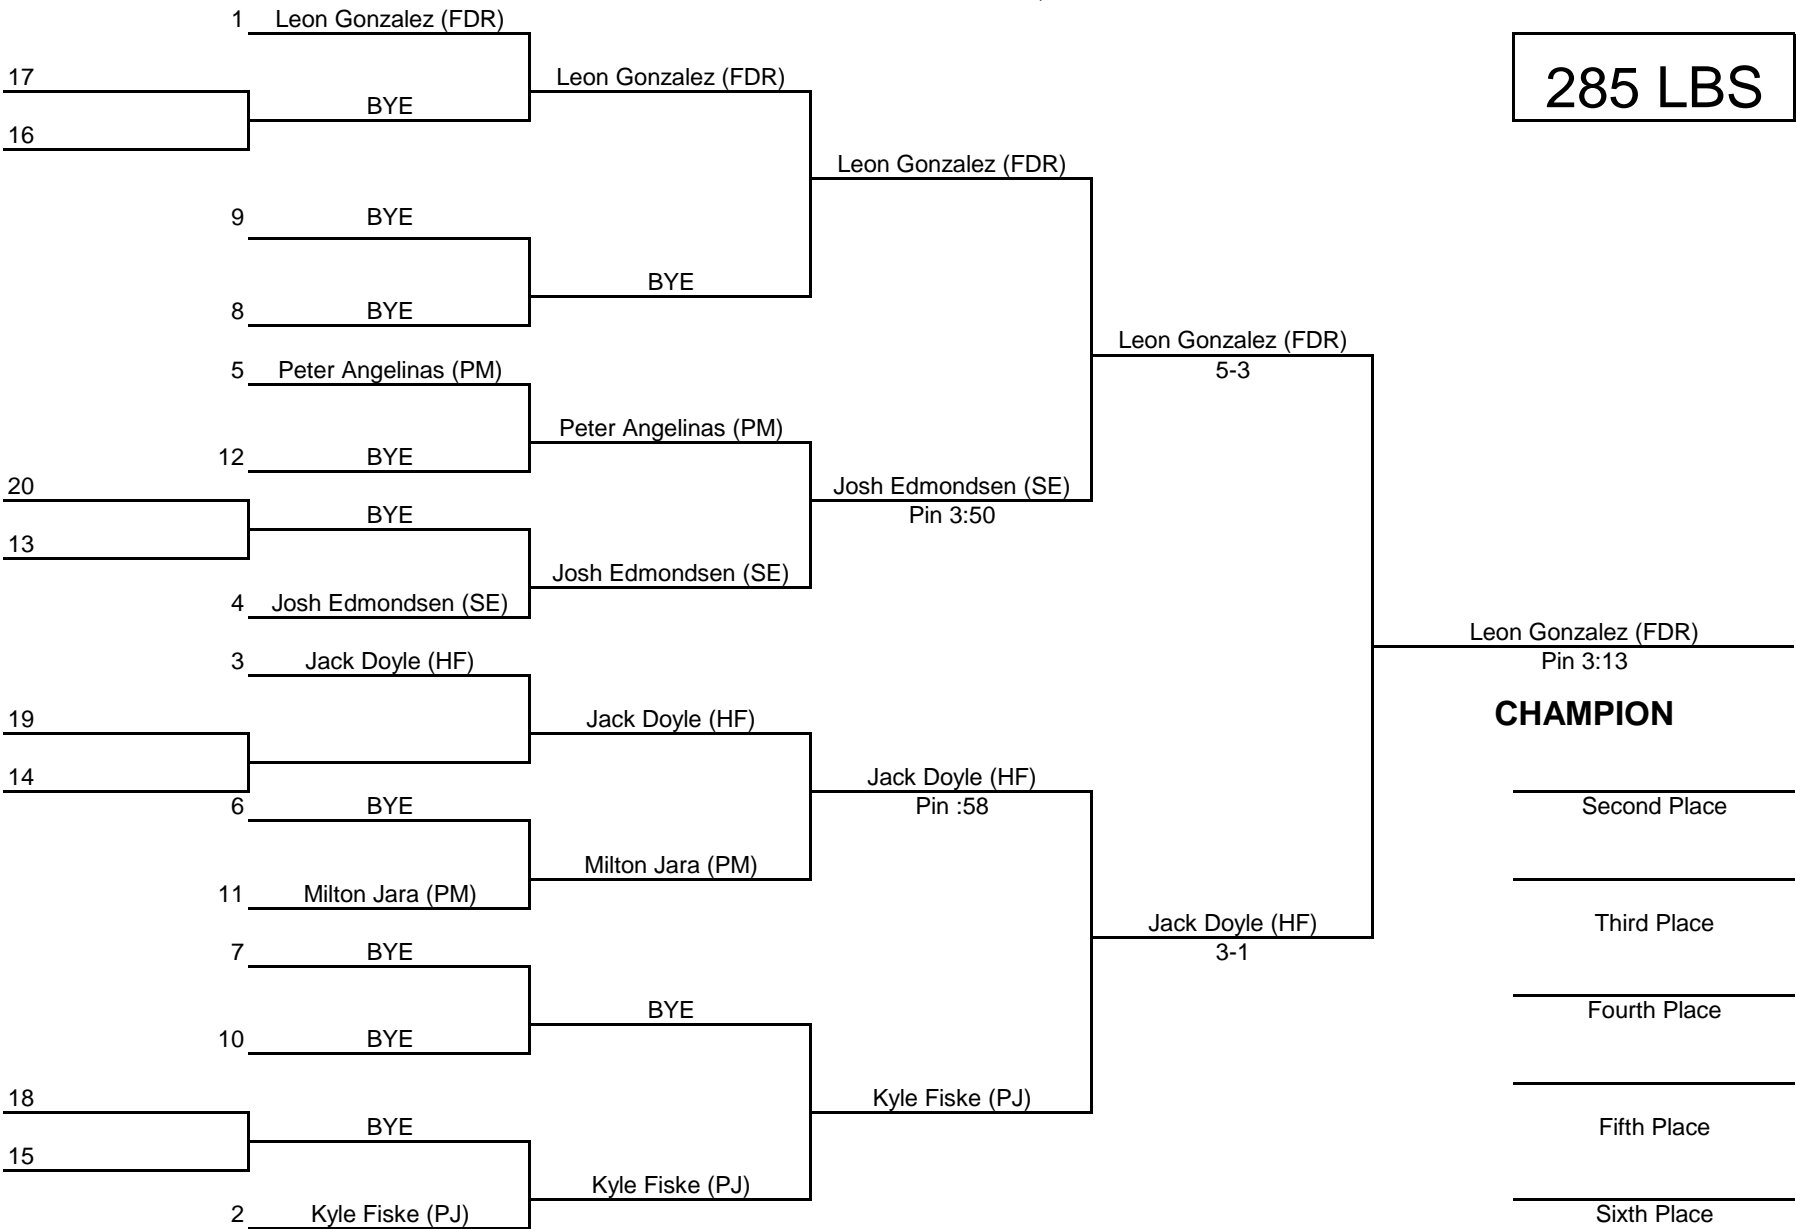 1 Leon Gonzalez (FDR)
285 LBS
17
Leon Gonzalez (FDR)
BYE
16
Leon Gonzalez (FDR)
9 BYE
BYE
8 BYE
Leon Gonzalez (FDR)
5-3
5 Peter Angelinas (PM)
Peter Angelinas (PM)
12 BYE
20
Josh Edmondsen (SE)
Pin 3:50
BYE
13
Josh Edmondsen (SE)
4 Josh Edmondsen (SE)
Leon Gonzalez (FDR)
Pin 3:13
3 Jack Doyle (HF)
CHAMPION
19
Jack Doyle (HF)
14
Jack Doyle (HF)
Pin :58
6 BYE
Second Place
Milton Jara (PM)
11 Milton Jara (PM)
Jack Doyle (HF)
3-1
Third Place
7 BYE
BYE
Fourth Place
10 BYE
18
Kyle Fiske (PJ)
BYE
Fifth Place
15
Kyle Fiske (PJ)
2 Kyle Fiske (PJ)
Sixth Place